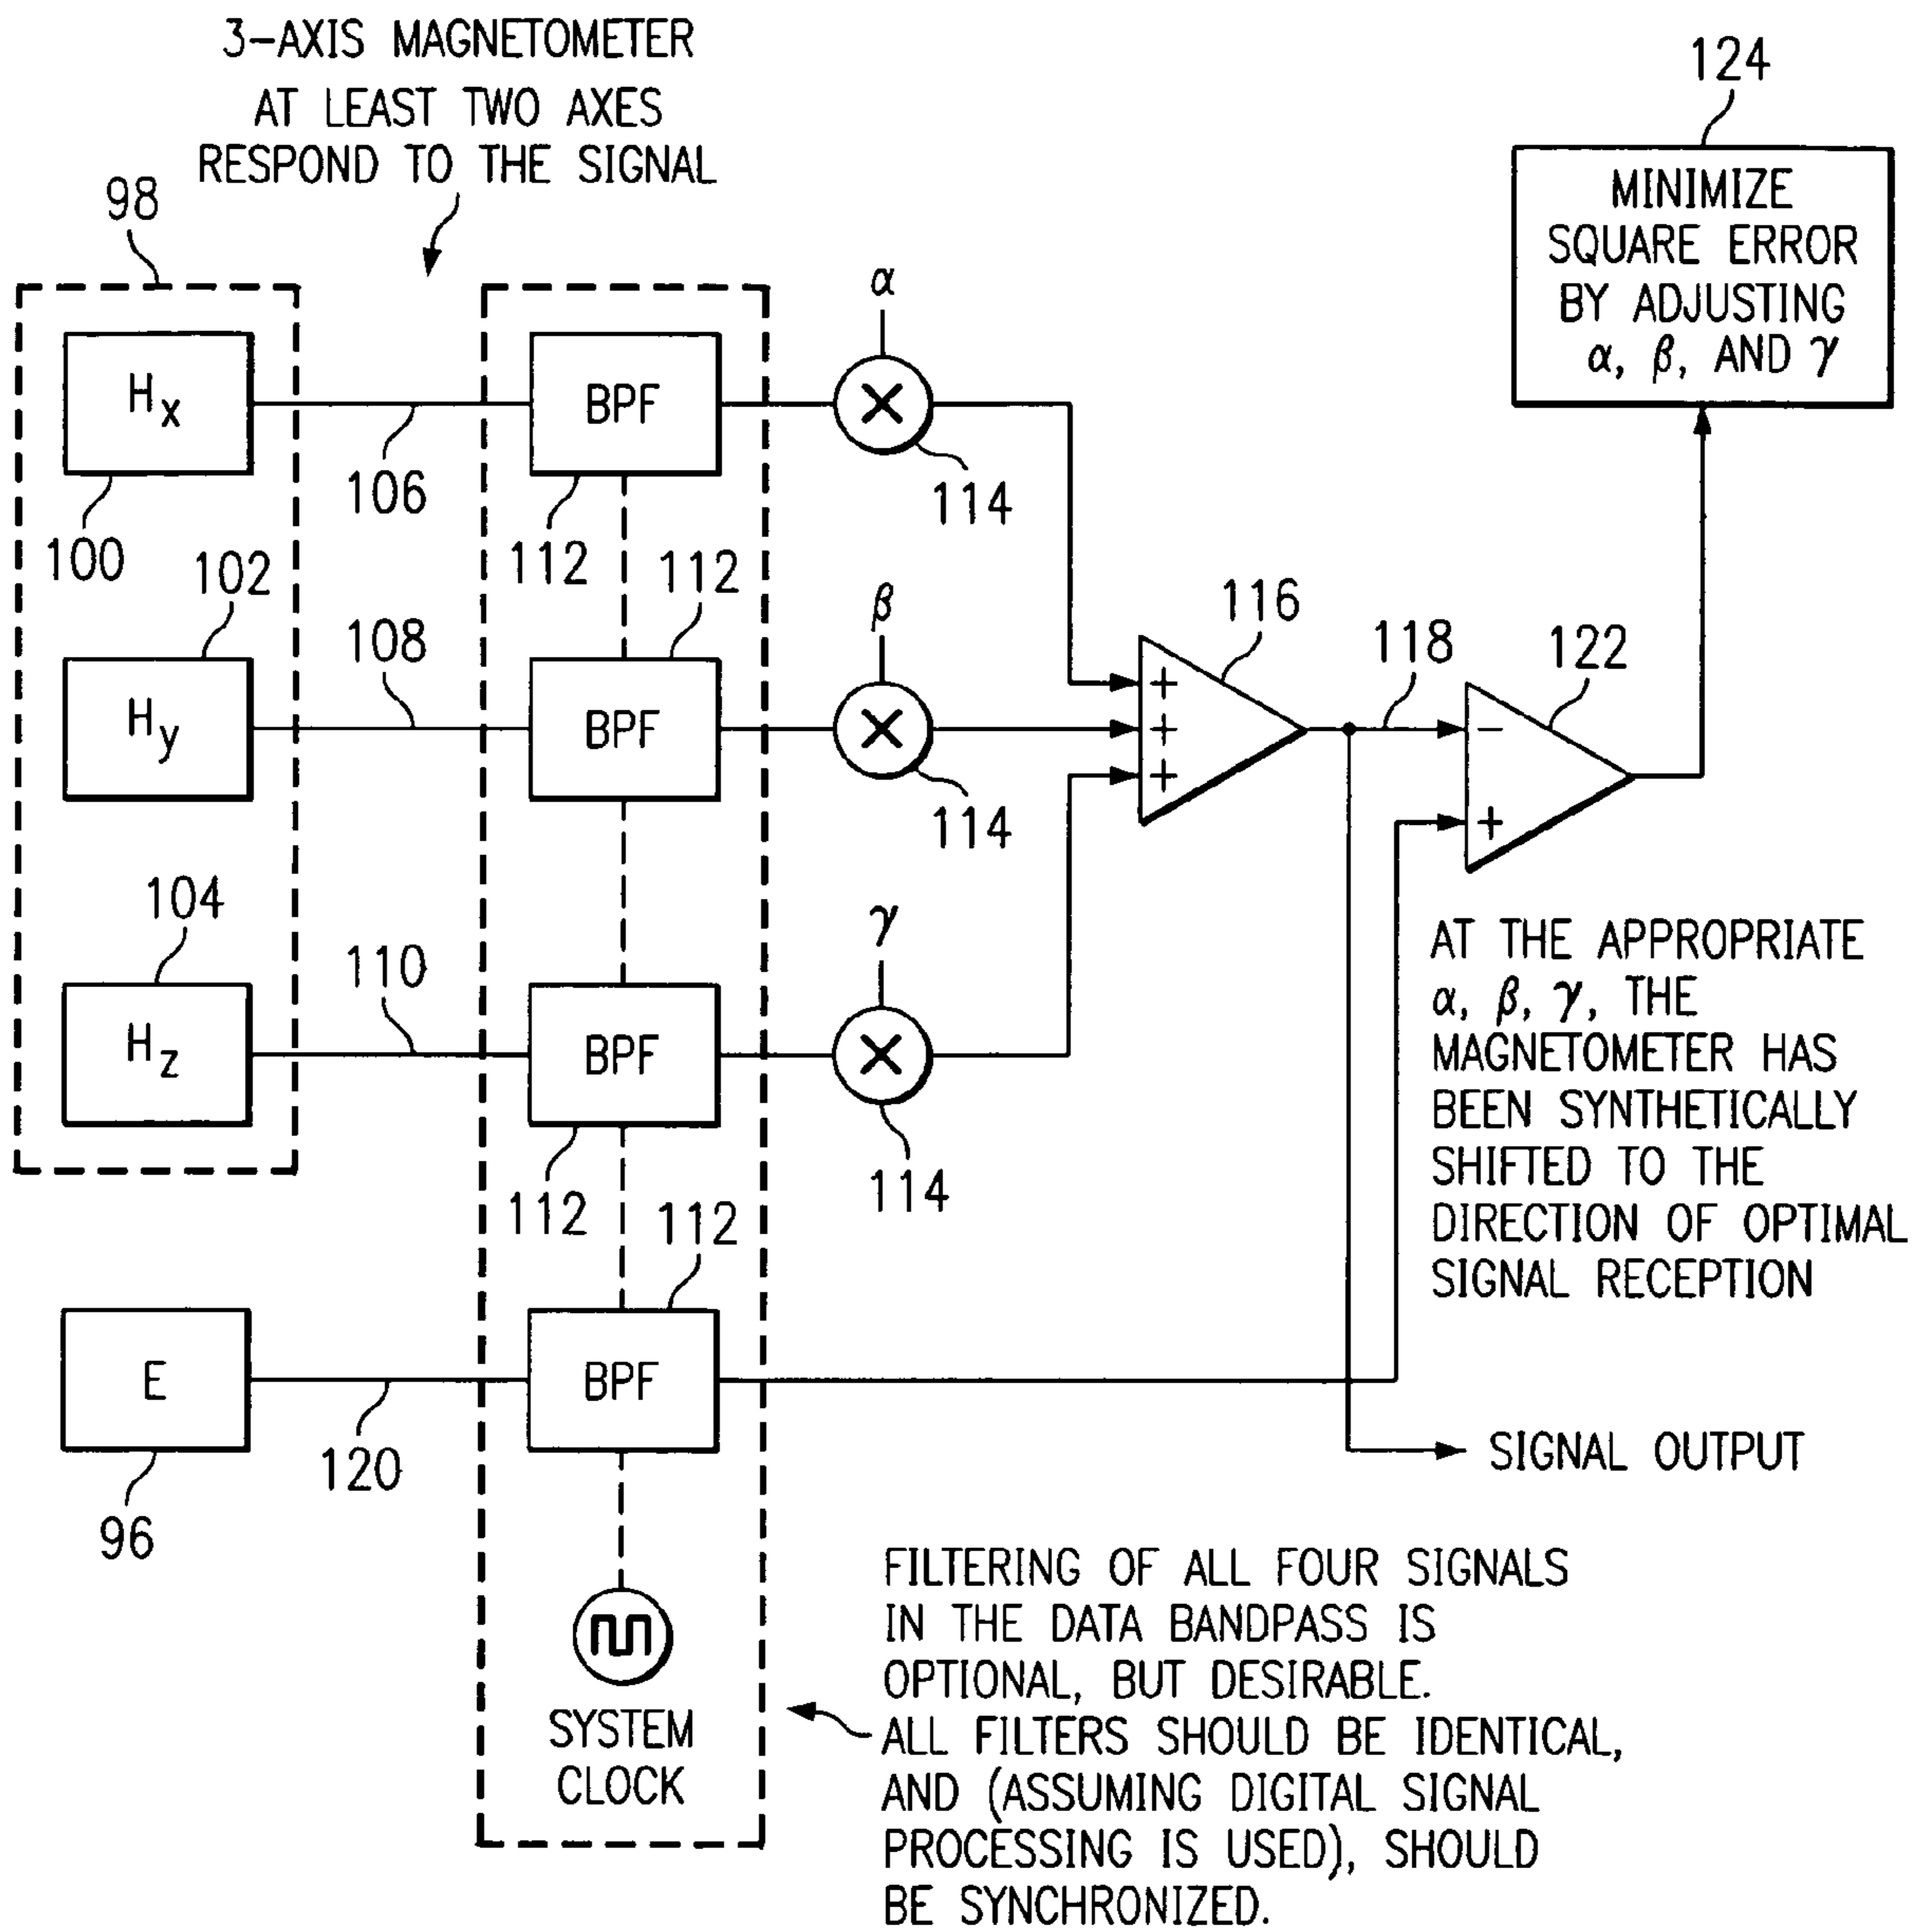 3-AXIS MAGNETOMETER
AT LEAST TWO AXES
RESPOND TO THE SIGNAL
124
MINIMIZE
SQUARE ERROR
BY ADJUSTING
α, β, AND γ
98
α
Hx
BPF
106
114
100
112
102
112
β
108
116
118
122
Hy
BPF
+
+
+
−
+
114
104
γ
110
Hz
BPF
114
112
112
AT THE APPROPRIATE
α, β, γ, THE
MAGNETOMETER HAS
BEEN SYNTHETICALLY
SHIFTED TO THE
DIRECTION OF OPTIMAL
SIGNAL RECEPTION
E
BPF
120
96
SIGNAL OUTPUT
SYSTEM
CLOCK
FILTERING OF ALL FOUR SIGNALS
IN THE DATA BANDPASS IS
OPTIONAL, BUT DESIRABLE.
ALL FILTERS SHOULD BE IDENTICAL,
AND (ASSUMING DIGITAL SIGNAL
PROCESSING IS USED), SHOULD
BE SYNCHRONIZED.